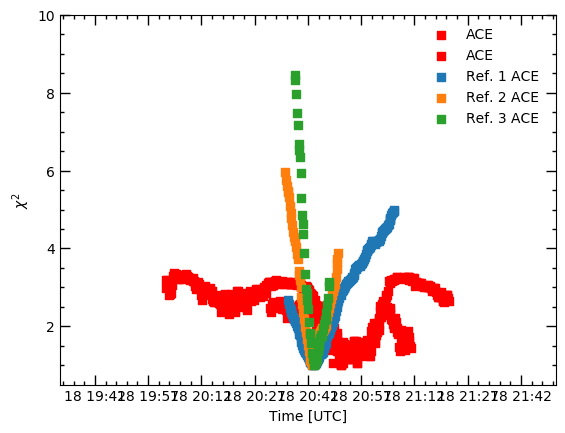 10
8
6
4
2
χ²
ACE
ACE
Ref. 1 ACE
Ref. 2 ACE
Ref. 3 ACE
18 19:42 18 19:57 18 20:12 18 20:27 18 20:42 18 20:57 18 21:12 18 21:27 18 21:42
Time [UTC]